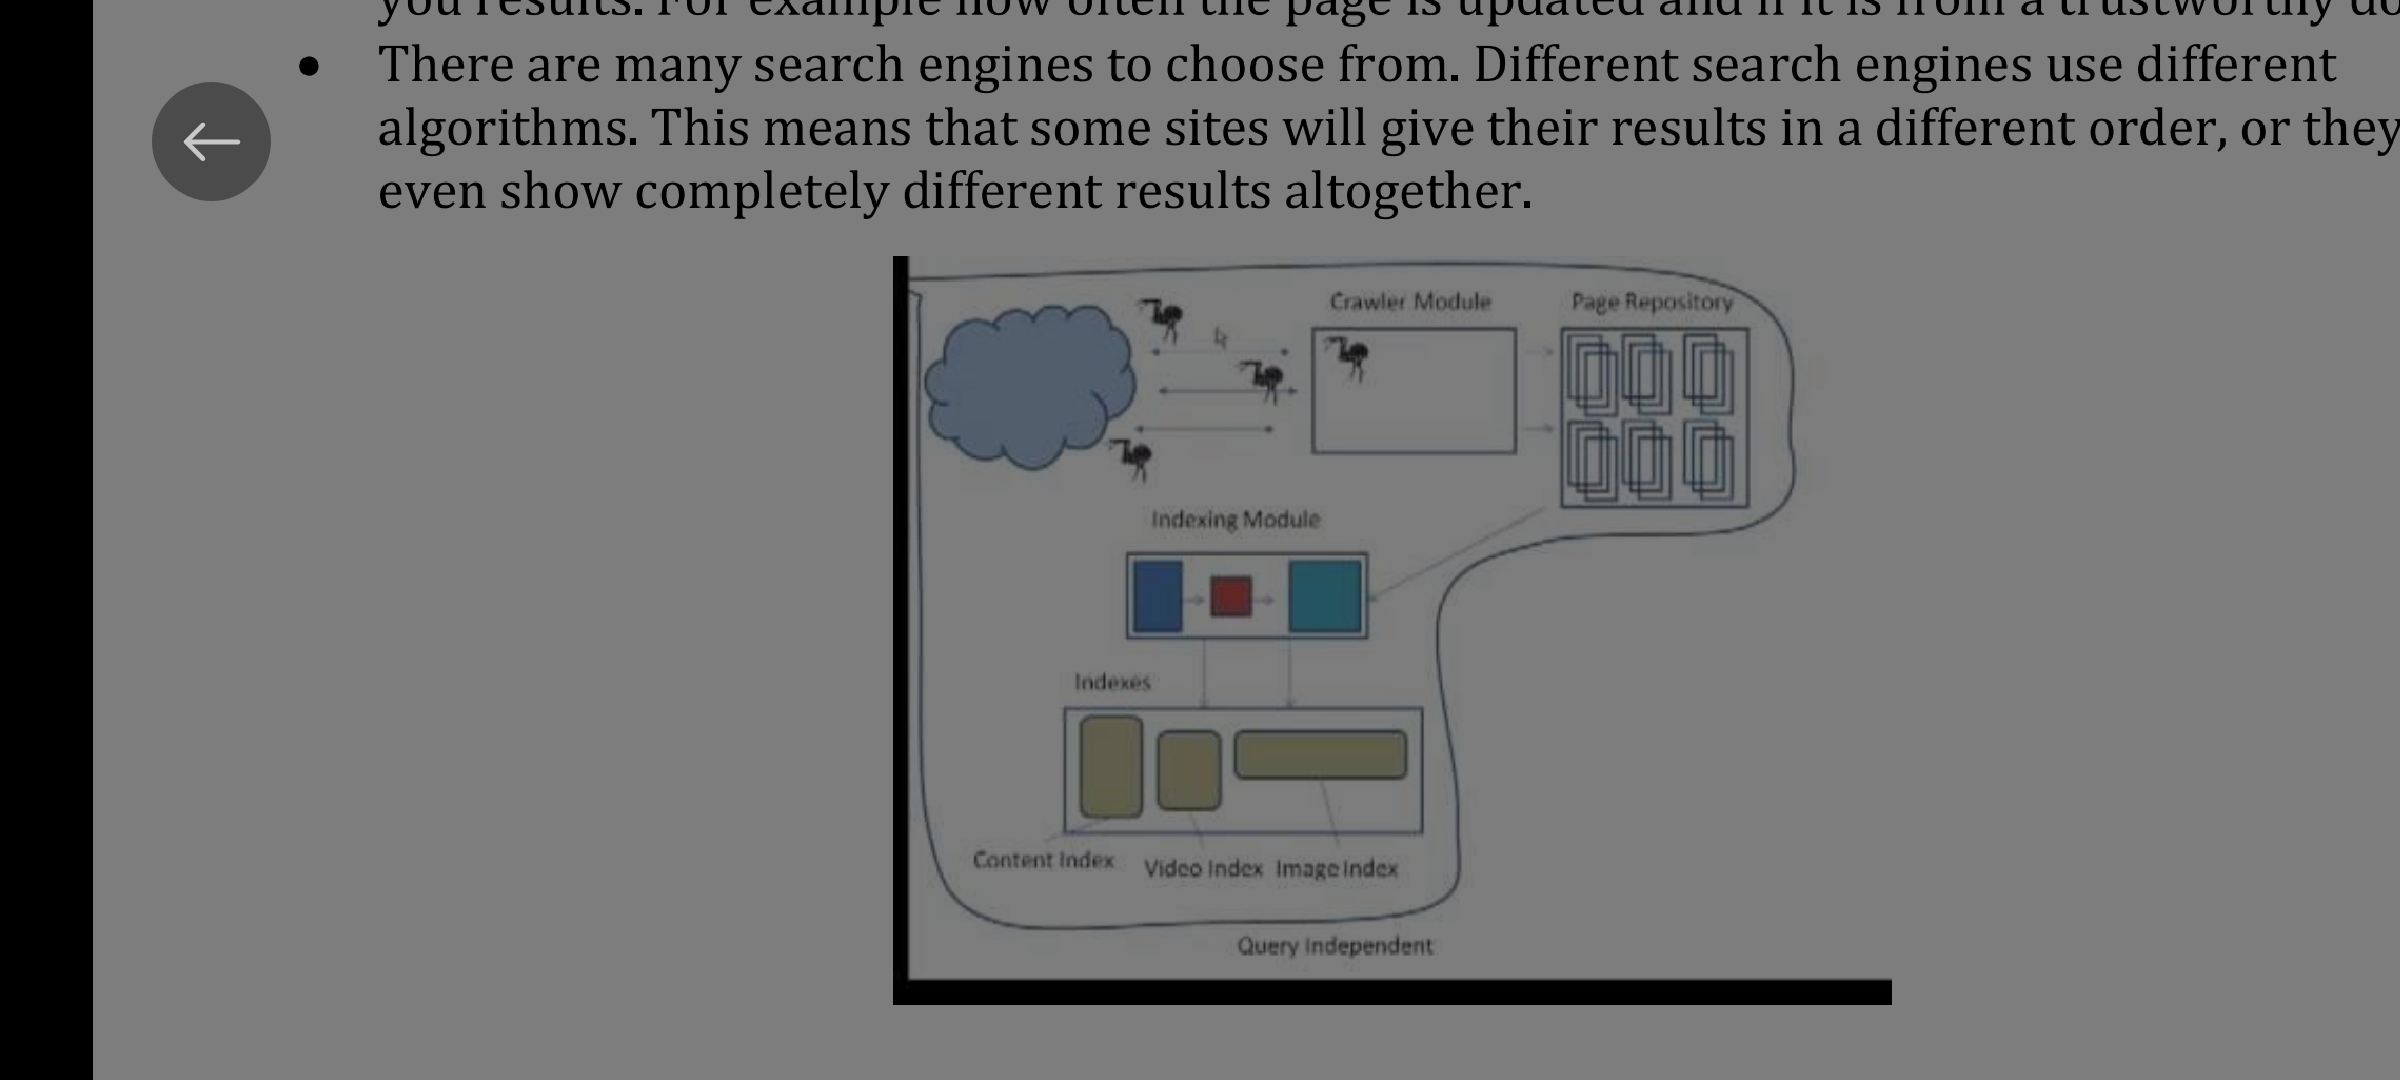 you results. For example how often the page is updated and if it is from a trustworthy do
• There are many search engines to choose from. Different search engines use different
algorithms. This means that some sites will give their results in a different order, or they
even show completely different results altogether.
Crawler Module
Page Repository
Indexing Module
Indexes
Content Index
Video Index
Image Index
Query Independent